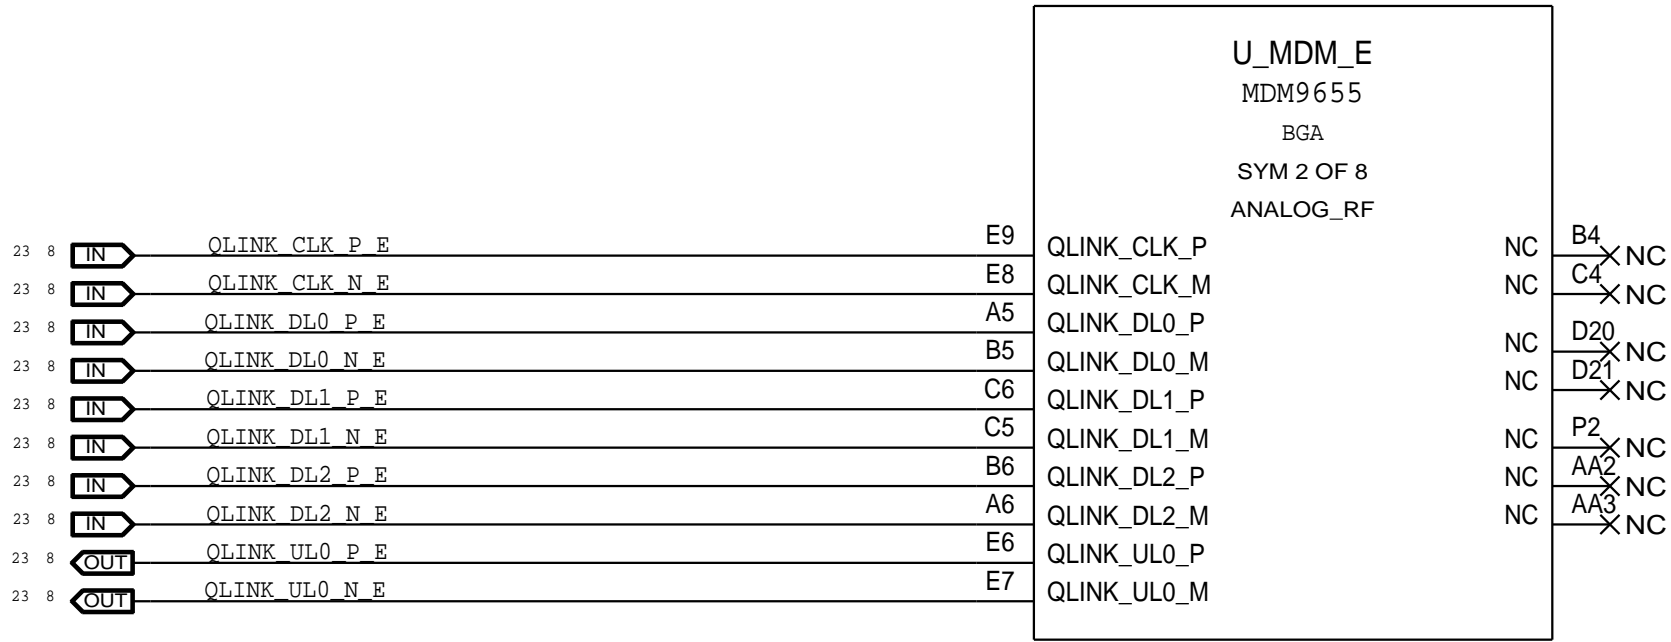 U_MDM_E
MDM9655
BGA
SYM 2 OF 8
ANALOG_RF
23 8 IN QLINK_CLK_P_E E9 QLINK_CLK_P NC B4 NC
23 8 IN QLINK_CLK_N_E E8 QLINK_CLK_M NC C4 NC
23 8 IN QLINK_DL0_P_E A5 QLINK_DL0_P NC D20 NC
23 8 IN QLINK_DL0_N_E B5 QLINK_DL0_M NC D21 NC
23 8 IN QLINK_DL1_P_E C6 QLINK_DL1_P
23 8 IN QLINK_DL1_N_E C5 QLINK_DL1_M NC P2 NC
23 8 IN QLINK_DL2_P_E B6 QLINK_DL2_P NC AA2 NC
23 8 IN QLINK_DL2_N_E A6 QLINK_DL2_M NC AA3 NC
23 8 OUT QLINK_UL0_P_E E6 QLINK_UL0_P
23 8 OUT QLINK_UL0_N_E E7 QLINK_UL0_M